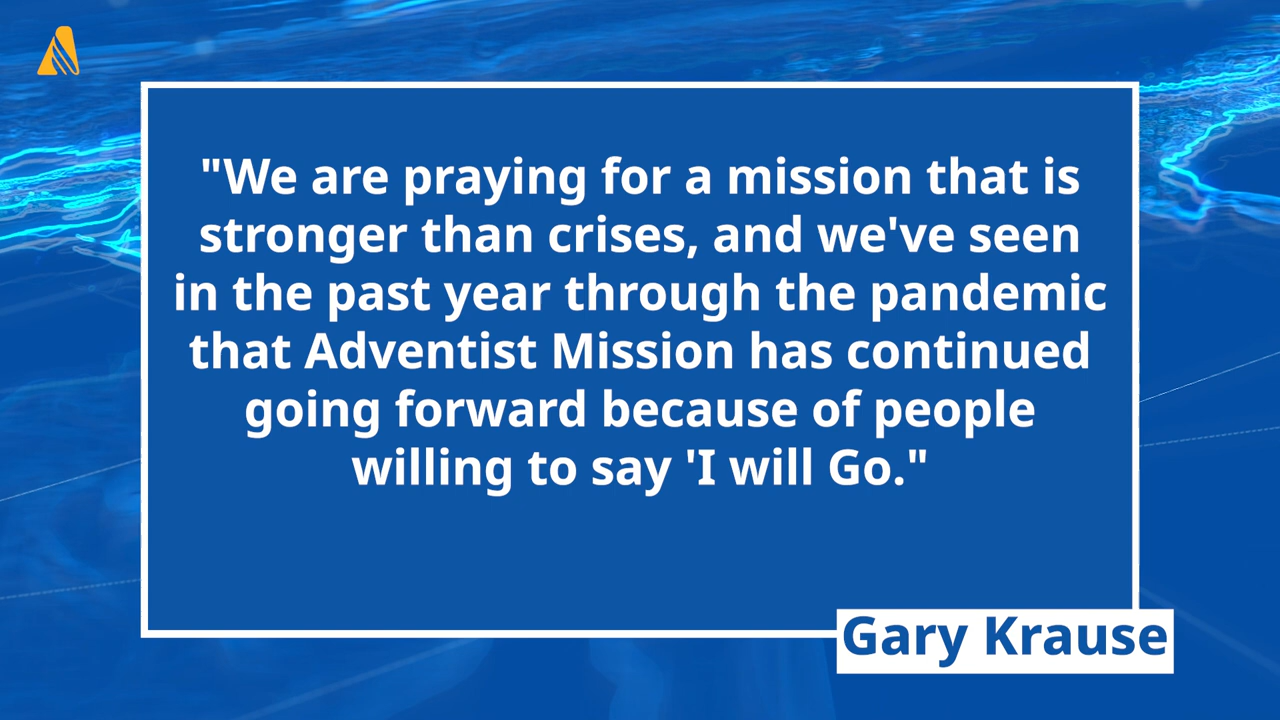 "We are praying for a mission that is
stronger than crises, and we've seen
in the past year through the pandemic
that Adventist Mission has continued
going forward because of people
willing to say 'I will Go."
Gary Krause